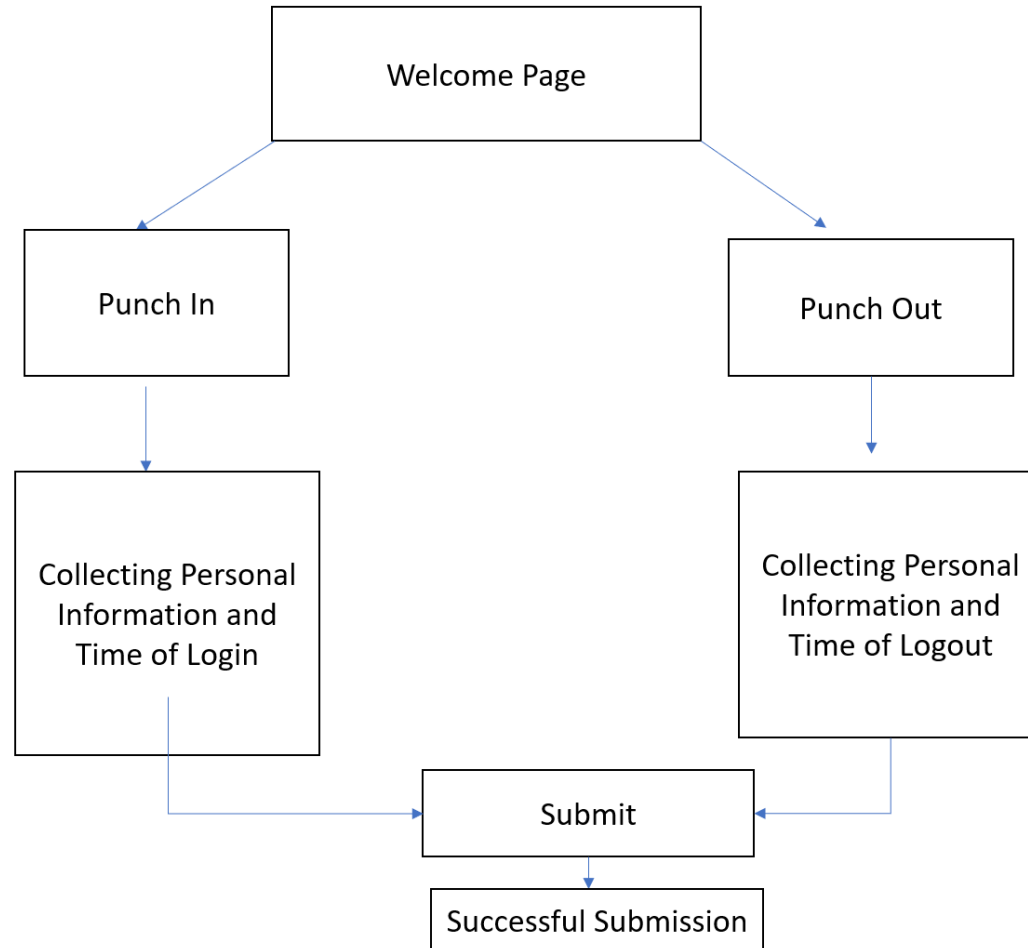 Welcome Page
Punch In
Punch Out
Collecting Personal
Information and
Time of Login
Collecting Personal
Information and
Time of Logout
Submit
Successful Submission